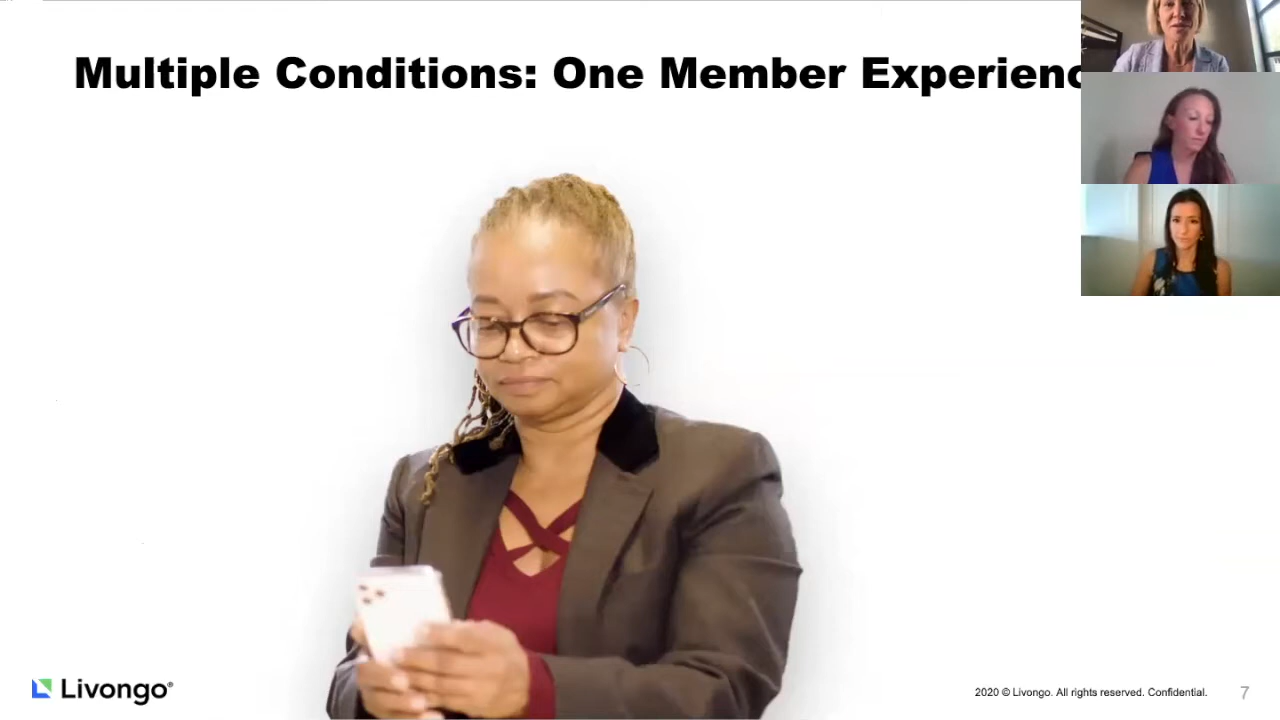 Multiple Conditions: One Member Experienc
Livongo®
2020 © Livongo. All rights reserved. Confidential.
7